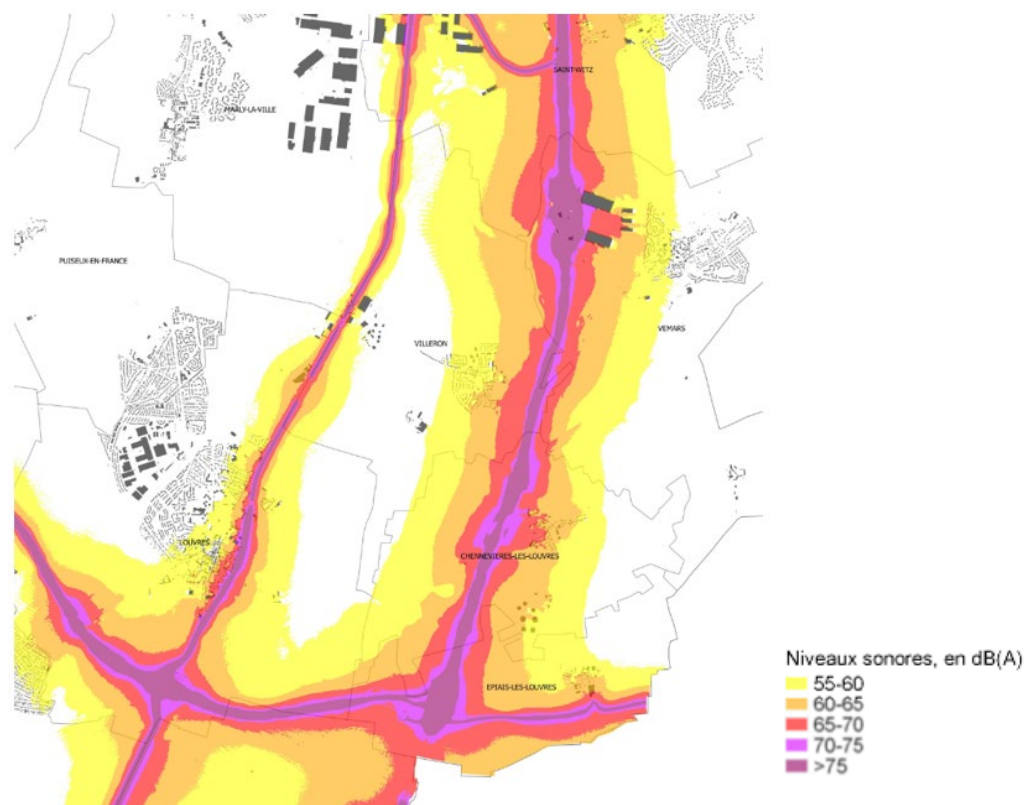 SAINT-WITZ
MARLY-LA-VILLE
PUISEUX-EN-FRANCE
VEMARS
VILLERON
LOUVRES
CHENNEVIERES-LES-LOUVRES
EPIAIS-LES-LOUVRES
Niveaux sonores, en dB(A)
55-60
60-65
65-70
70-75
>75